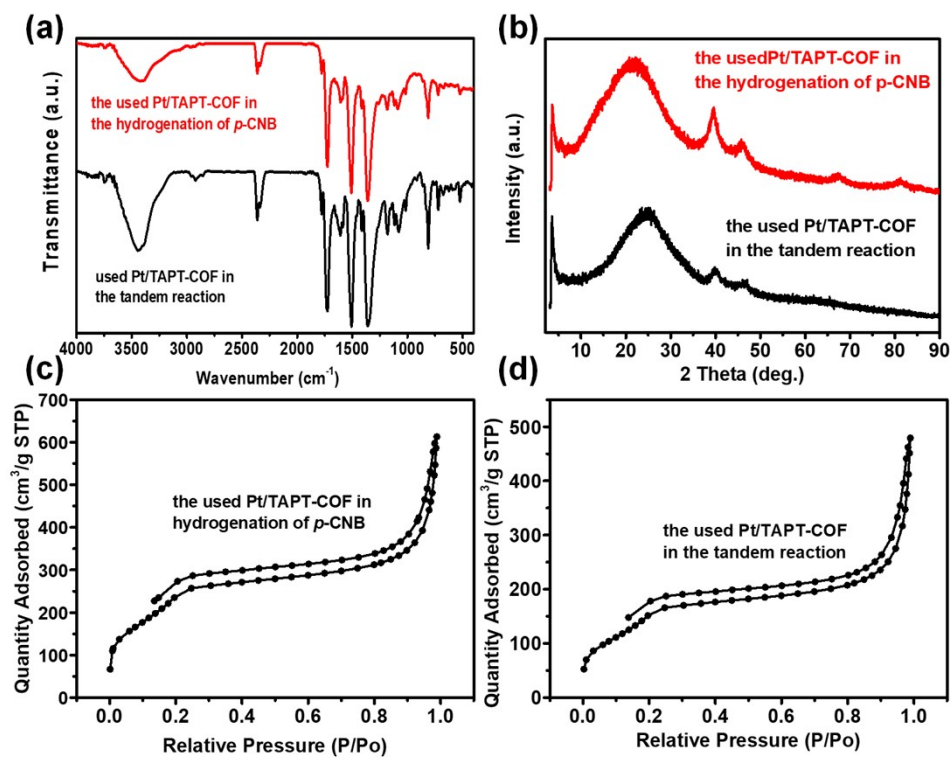 (a)
Transmittance (a.u.)
the used Pt/TAPT-COF in
the hydrogenation of p-CNB
used Pt/TAPT-COF in
the tandem reaction
4000 3500 3000 2500 2000 1500 1000 500
Wavenumber (cm⁻¹)
(b)
Intensity (a.u.)
the usedPt/TAPT-COF in
the hydrogenation of p-CNB
the used Pt/TAPT-COF
in the tandem reaction
10 20 30 40 50 60 70 80 90
2 Theta (deg.)
(c)
Quantity Adsorbed (cm³/g STP)
700
600
500
400
300
200
100
0
the used Pt/TAPT-COF in
hydrogenation of p-CNB
0.0 0.2 0.4 0.6 0.8 1.0
Relative Pressure (P/Po)
(d)
Quantity Adsorbed (cm³/g STP)
500
400
300
200
100
0
the used Pt/TAPT-COF
in the tandem reaction
0.0 0.2 0.4 0.6 0.8 1.0
Relative Pressure (P/Po)